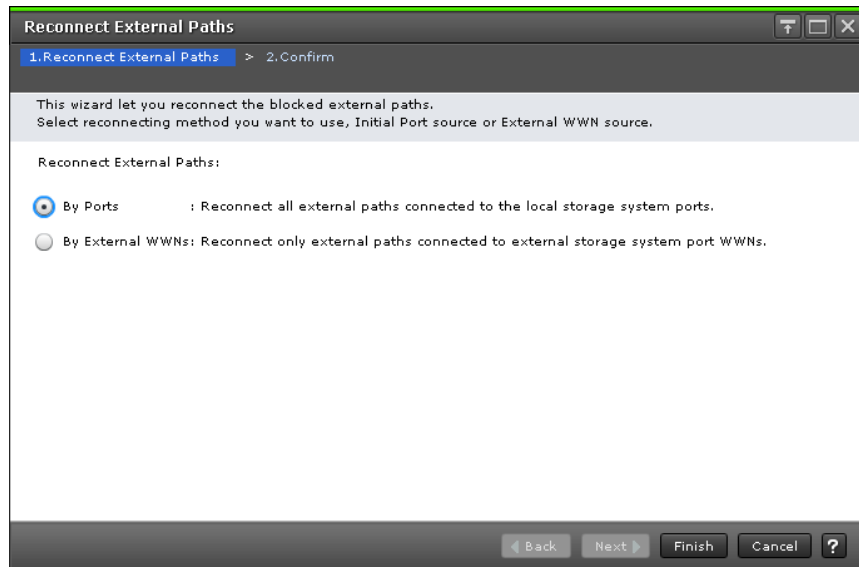 Reconnect External Paths
1.Reconnect External Paths > 2.Confirm
This wizard let you reconnect the blocked external paths.
Select reconnecting method you want to use, Initial Port source or External WWN source.
Reconnect External Paths:
By Ports : Reconnect all external paths connected to the local storage system ports.
By External WWNs: Reconnect only external paths connected to external storage system port WWNs.
Back Next Finish Cancel ?